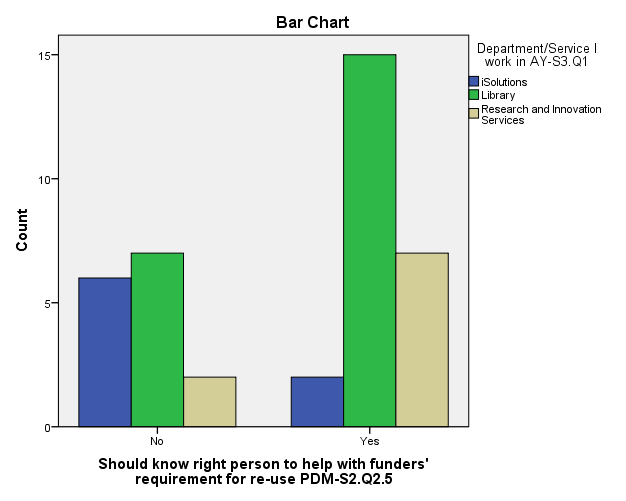 Bar Chart
Department/Service I
work in AY-S3.Q1
iSolutions
Library
Research and Innovation
Services
15
10
5
0
Count
No
Yes
Should know right person to help with funders'
requirement for re-use PDM-S2.Q2.5